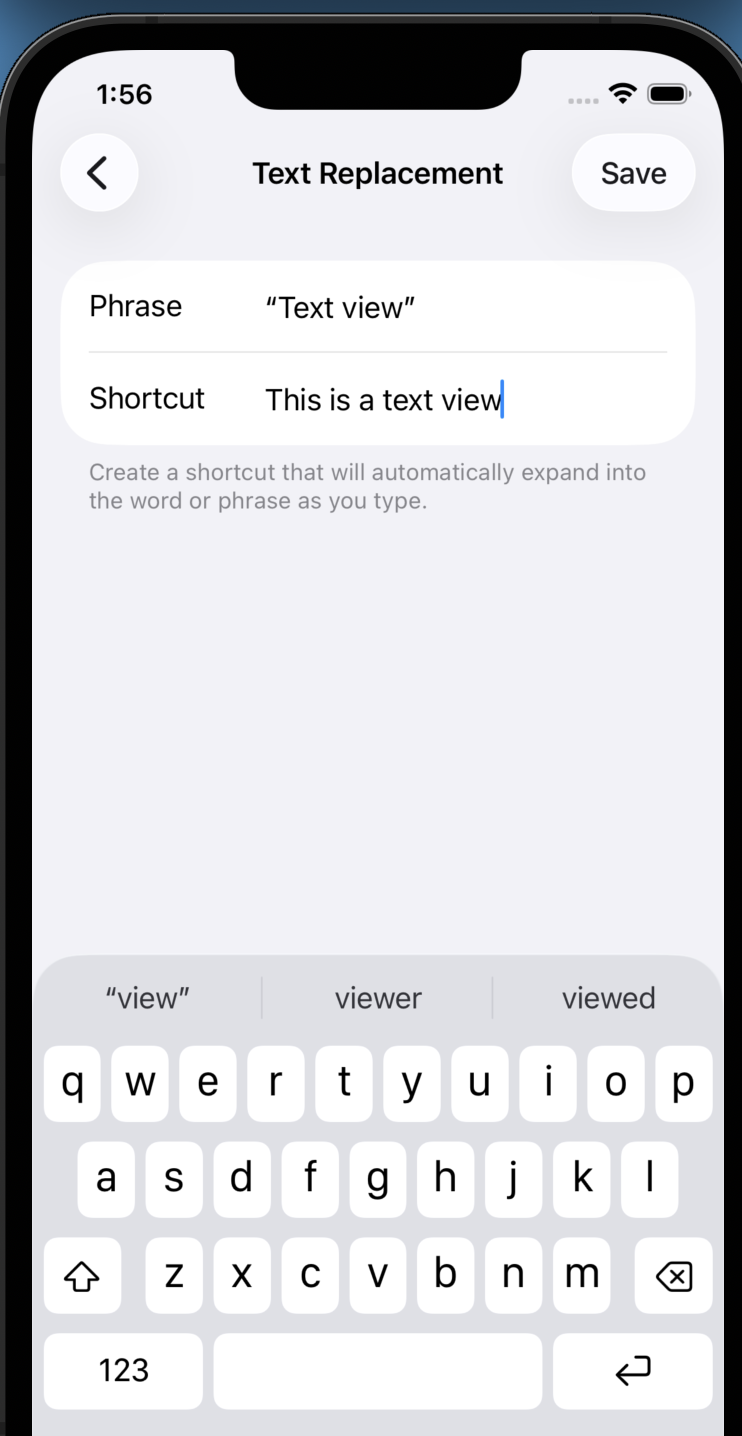 1:56
Text Replacement
Save
Phrase “Text view”
Shortcut This is a text view
Create a shortcut that will automatically expand into
the word or phrase as you type.
“view” viewer viewed
q w e r t y u i o p
a s d f g h j k l
z x c v b n m
123